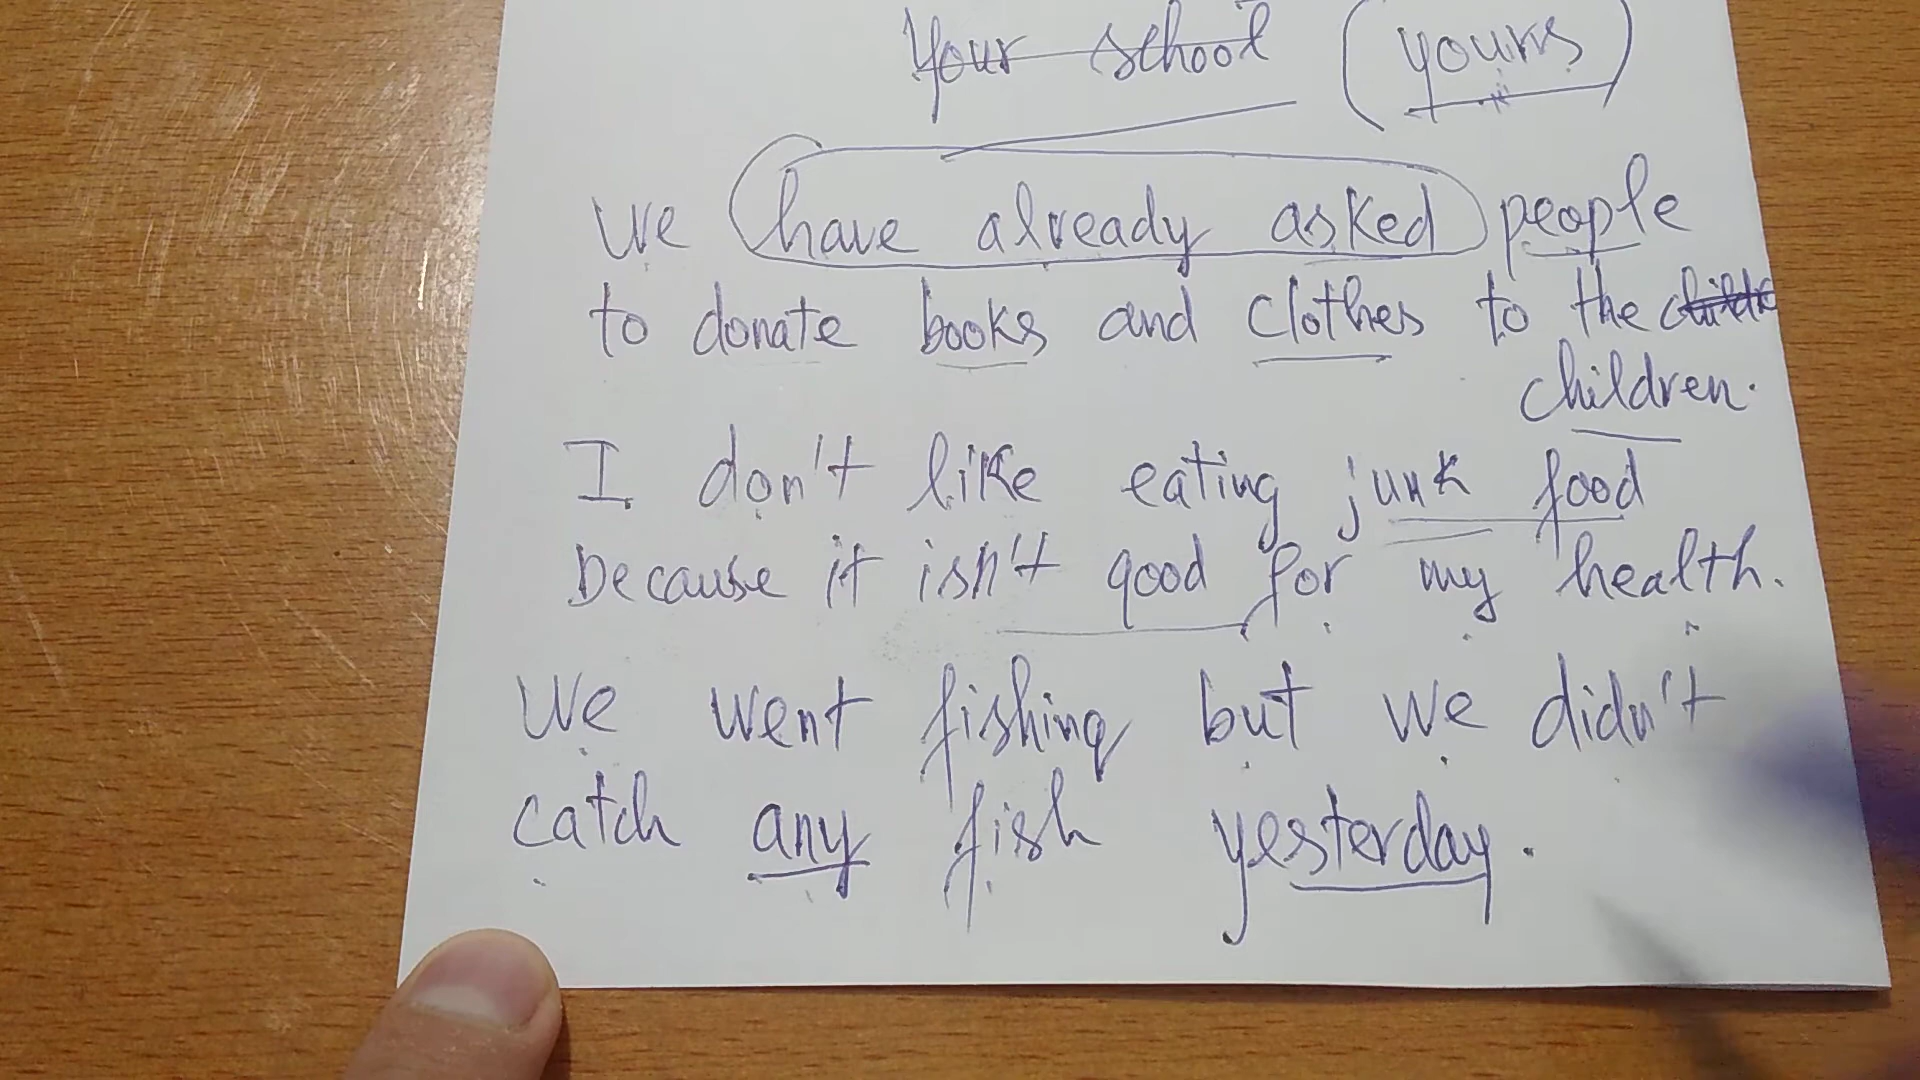 Your school (yours)
We have already asked people
to donate books and clothes to the
children.
I don't like eating junk food
because it isn't good for my health.
We went fishing but we didn't
catch any fish yesterday.